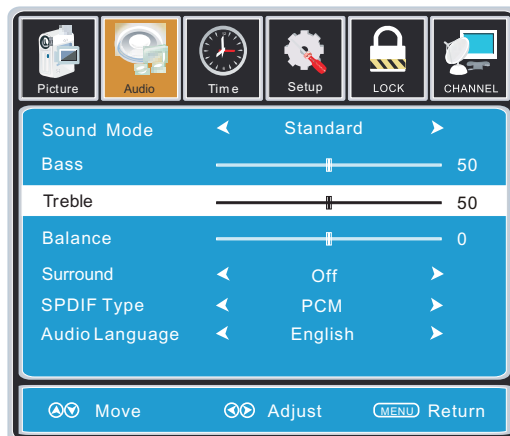 Picture Audio Time Setup LOCK CHANNEL
Sound Mode Standard
Bass 50
Treble 50
Balance 0
Surround Off
SPDIF Type PCM
Audio Language English
Move Adjust MENU Return